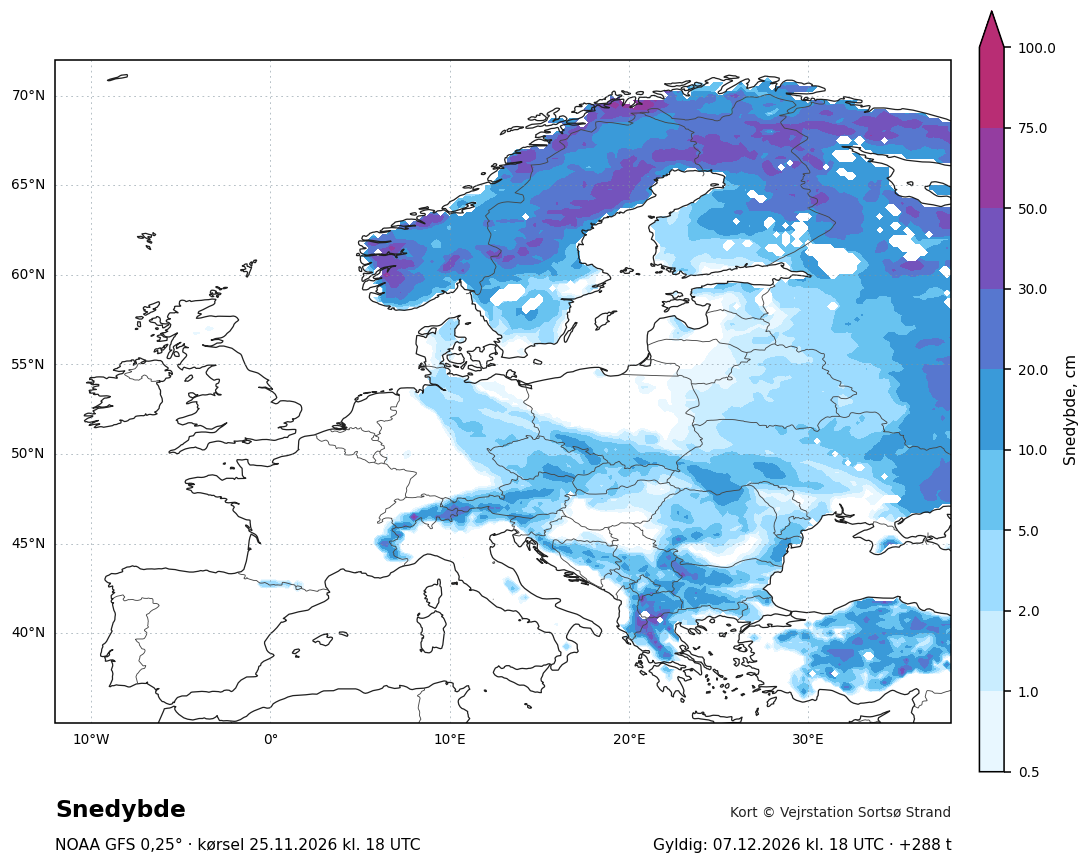 100.0
75.0
50.0
30.0
20.0
10.0
5.0
2.0
1.0
0.5
Snedybde, cm
70°N
65°N
60°N
55°N
50°N
45°N
40°N
10°W 0° 10°E 20°E 30°E
Snedybde
Kort © Vejrstation Sortsø Strand
NOAA GFS 0,25° · kørsel 25.11.2026 kl. 18 UTC
Gyldig: 07.12.2026 kl. 18 UTC · +288 t